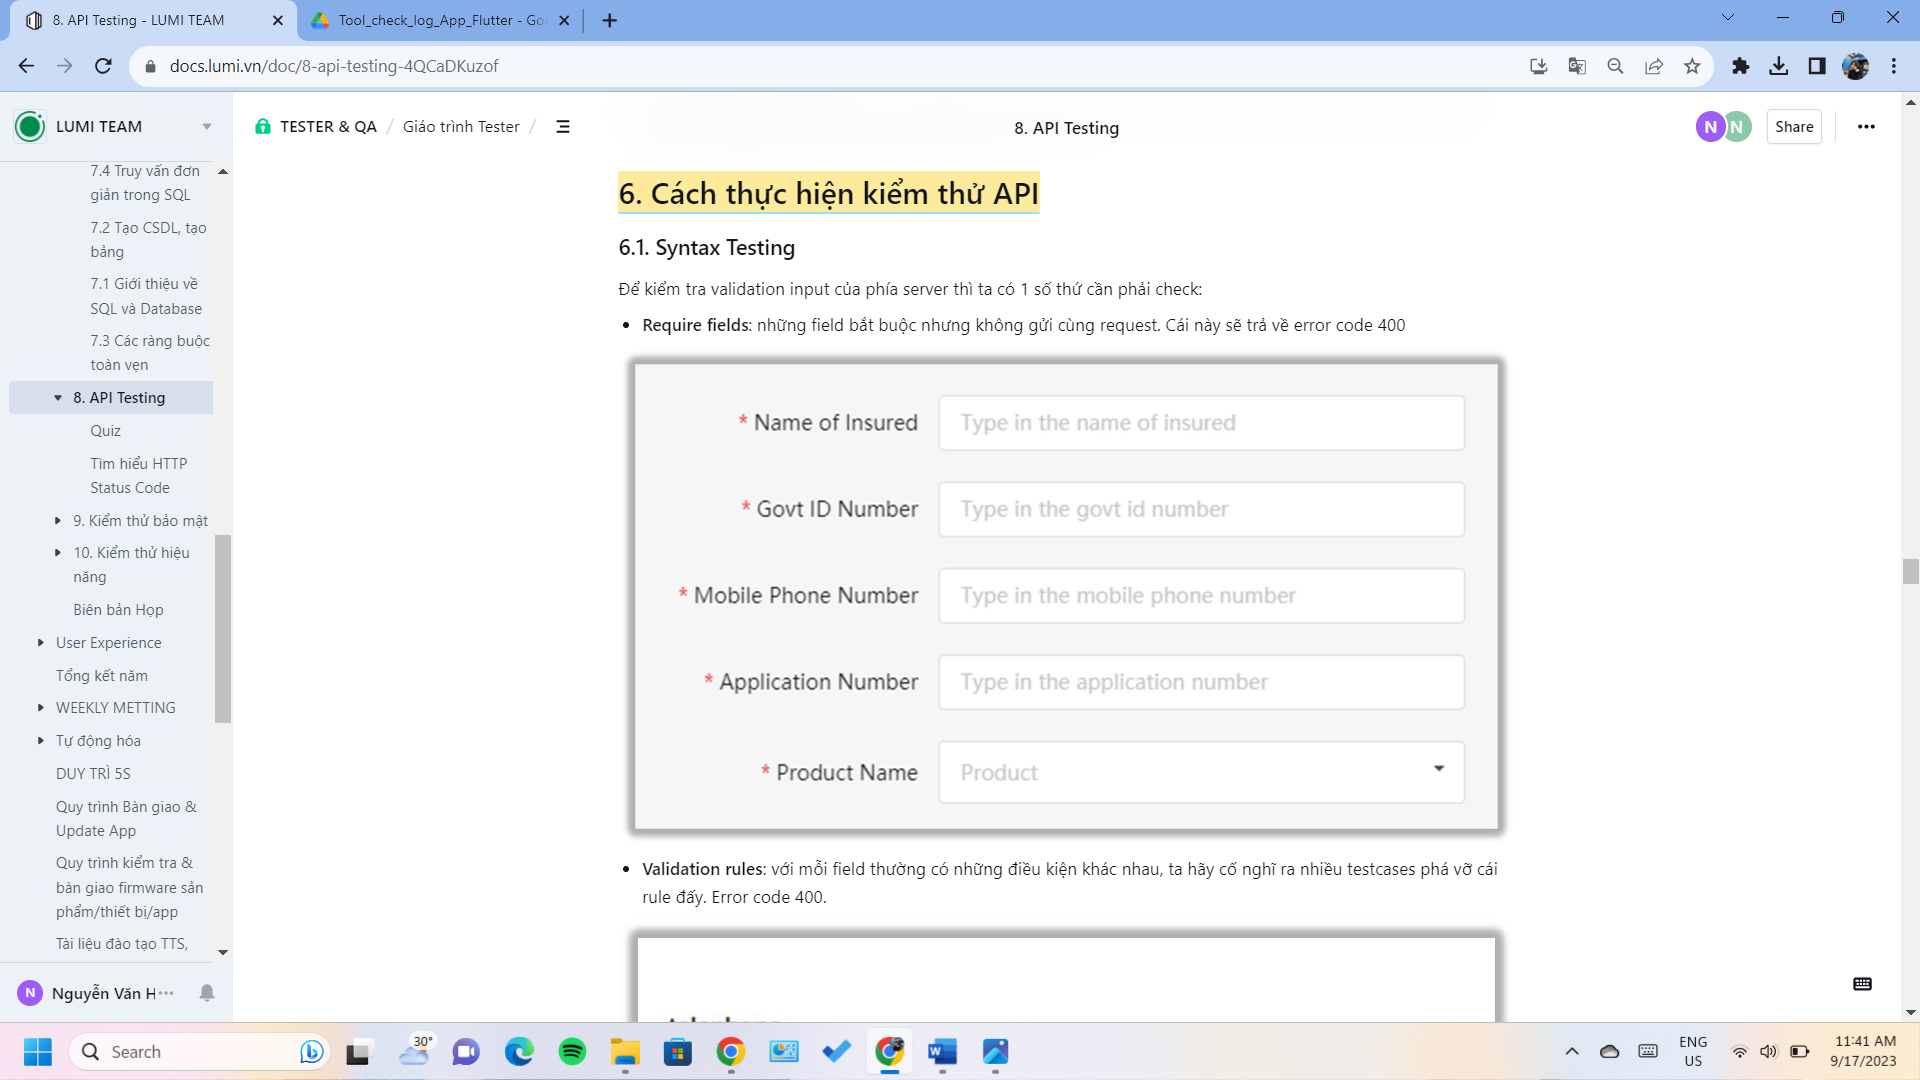 8. API Testing - LUMI TEAM
Tool_check_log_App_Flutter - Goo
docs.lumi.vn/doc/8-api-testing-4QCaDKuzof
LUMI TEAM
TESTER & QA / Giáo trình Tester /
8. API Testing
N
N
Share
7.4 Truy vấn đơn
giản trong SQL
7.2 Tạo CSDL, tạo
bảng
7.1 Giới thiệu về
SQL và Database
7.3 Các ràng buộc
toàn vẹn
8. API Testing
Quiz
Tìm hiểu HTTP
Status Code
9. Kiểm thử bảo mật
10. Kiểm thử hiệu
năng
Biên bản Họp
User Experience
Tổng kết năm
WEEKLY METTING
Tự động hóa
DUY TRÌ 5S
Quy trình Bàn giao &
Update App
Quy trình kiểm tra &
bàn giao firmware sản
phẩm/thiết bị/app
Tài liệu đào tạo TTS,
N
Nguyễn Văn H
6. Cách thực hiện kiểm thử API
6.1. Syntax Testing
Để kiểm tra validation input của phía server thì ta có 1 số thứ cần phải check:
Require fields: những field bắt buộc nhưng không gửi cùng request. Cái này sẽ trả về error code 400
* Name of Insured
Type in the name of insured
* Govt ID Number
Type in the govt id number
* Mobile Phone Number
Type in the mobile phone number
* Application Number
Type in the application number
* Product Name
Product
Validation rules: với mỗi field thường có những điều kiện khác nhau, ta hãy cố nghĩ ra nhiều testcases phá vỡ cái
rule đấy. Error code 400.
Search
30°
ENG
US
11:41 AM
9/17/2023